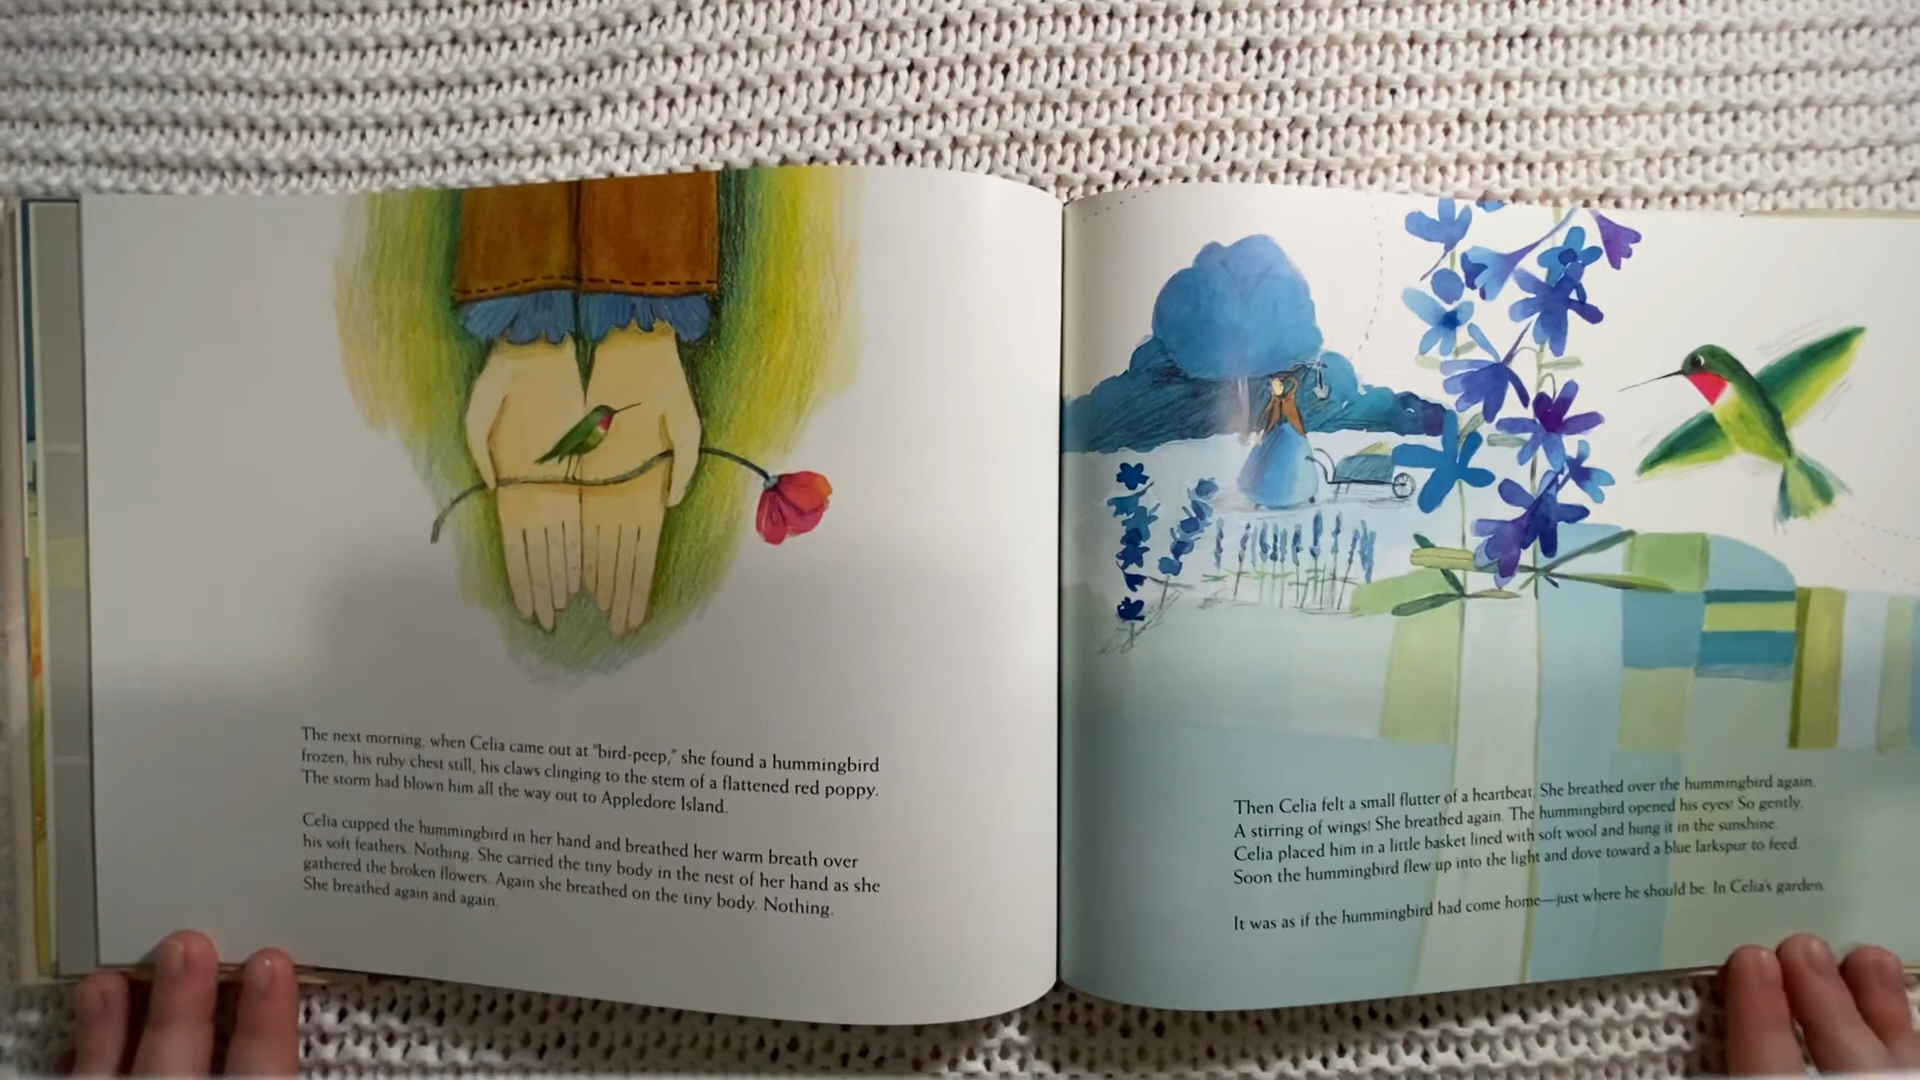 The next morning, when Celia came out at "bird-peep," she found a hummingbird
frozen, his ruby chest still, his claws clinging to the stem of a flattened red poppy.
The storm had blown him all the way out to Appledore Island.
Celia cupped the hummingbird in her hand and breathed her warm breath over
his soft feathers. Nothing. She carried the tiny body in the nest of her hand as she
gathered the broken flowers. Again she breathed on the tiny body. Nothing.
She breathed again and again.
Then Celia felt a small flutter of a heartbeat. She breathed over the hummingbird again.
A stirring of wings! She breathed again. The hummingbird opened his eyes! So gently,
Celia placed him in a little basket lined with soft wool and hung it in the sunshine.
Soon the hummingbird flew up into the light and dove toward a blue larkspur to feed.
It was as if the hummingbird had come home—just where he should be. In Celia's garden.